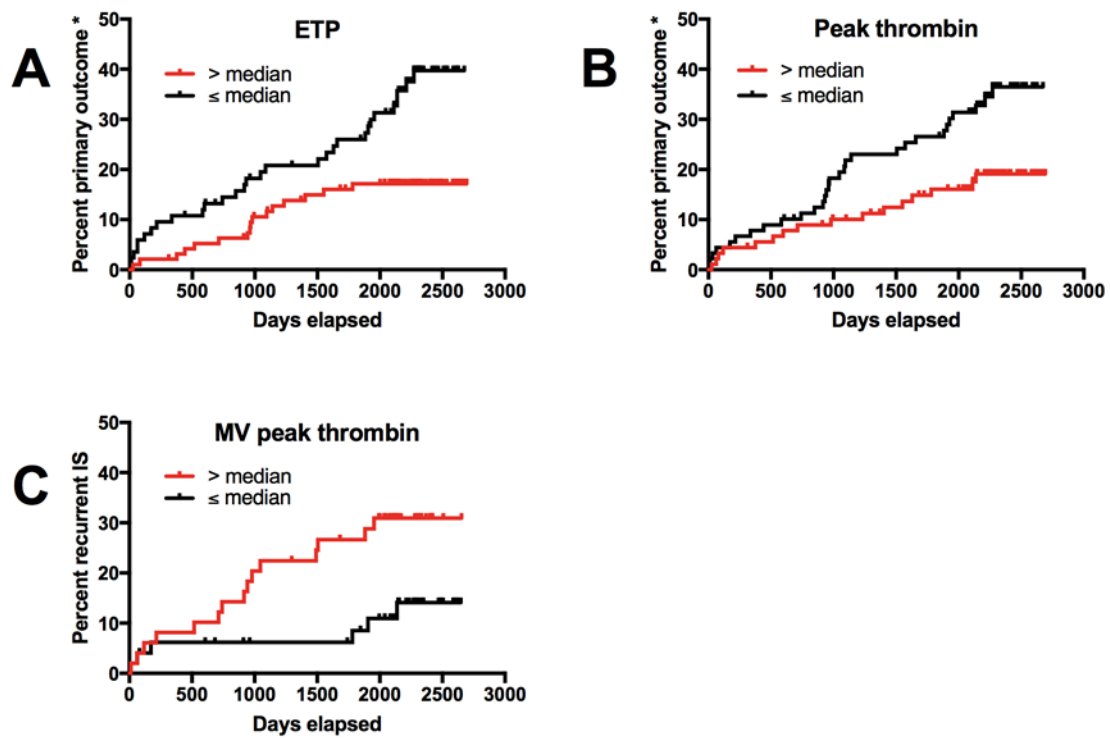 A
ETP
Percent primary outcome *
50
40
30
20
10
0
> median
≤ median
0 500 1000 1500 2000 2500 3000
Days elapsed
B
Peak thrombin
Percent primary outcome *
50
40
30
20
10
0
> median
≤ median
0 500 1000 1500 2000 2500 3000
Days elapsed
C
MV peak thrombin
Percent recurrent IS
50
40
30
20
10
0
> median
≤ median
0 500 1000 1500 2000 2500 3000
Days elapsed